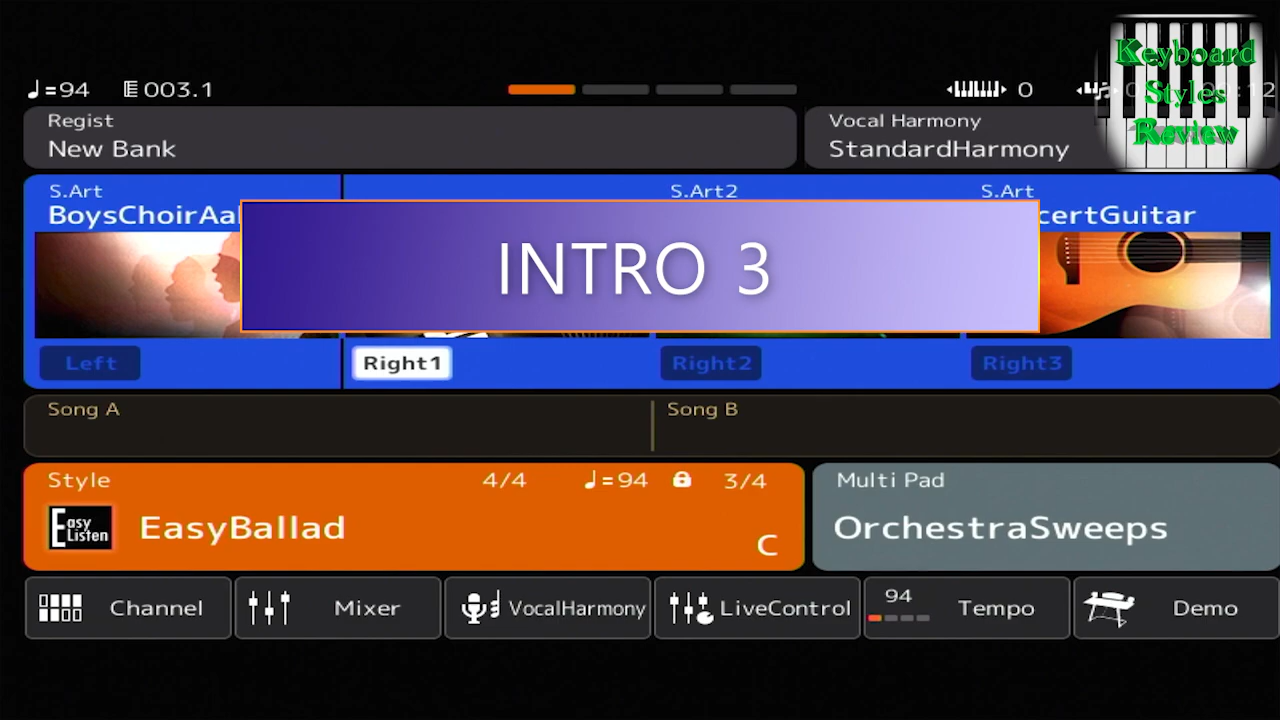 ♩=94
003.1
0
Keyboard
Styles
Review
Regist
New Bank
Vocal Harmony
StandardHarmony
S.Art
S.Art2
S.Art
INTRO 3
Left
Right1
Right2
Right3
Song A
Song B
Style
4/4
♩=94
3/4
Easy
Listen
EasyBallad
C
Multi Pad
OrchestraSweeps
Channel
Mixer
VocalHarmony
LiveControl
94
Tempo
Demo